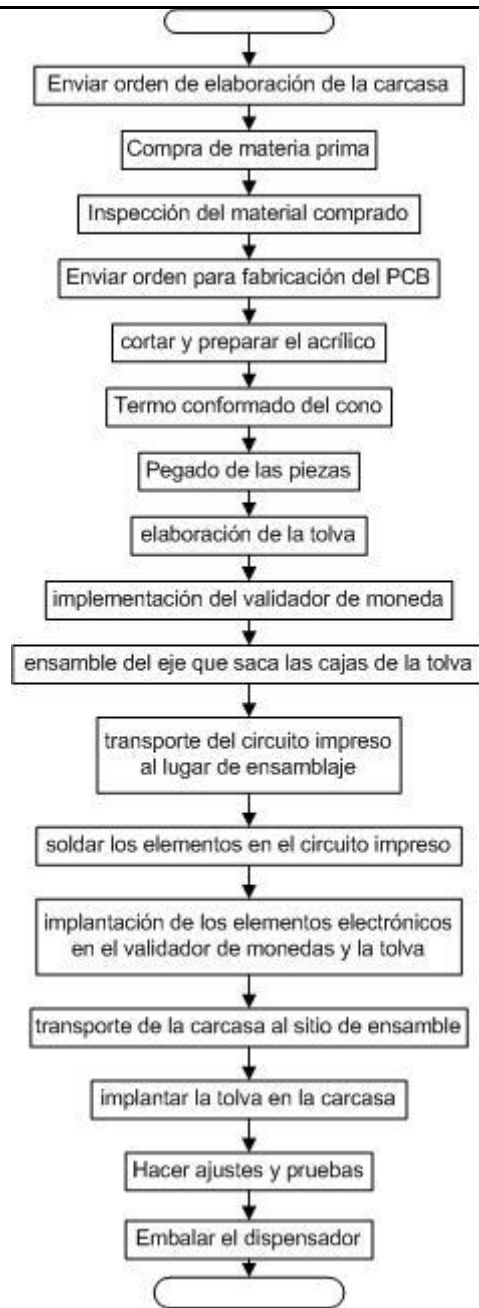 Enviar orden de elaboración de la carcasa
Compra de materia prima
Inspección del material comprado
Enviar orden para fabricación del PCB
cortar y preparar el acrílico
Termo conformado del cono
Pegado de las piezas
elaboración de la tolva
implementación del validador de moneda
ensamble del eje que saca las cajas de la tolva
transporte del circuito impreso
al lugar de ensamblaje
soldar los elementos en el circuito impreso
implantación de los elementos electrónicos
en el validador de monedas y la tolva
transporte de la carcasa al sitio de ensamble
implantar la tolva en la carcasa
Hacer ajustes y pruebas
Embalar el dispensador